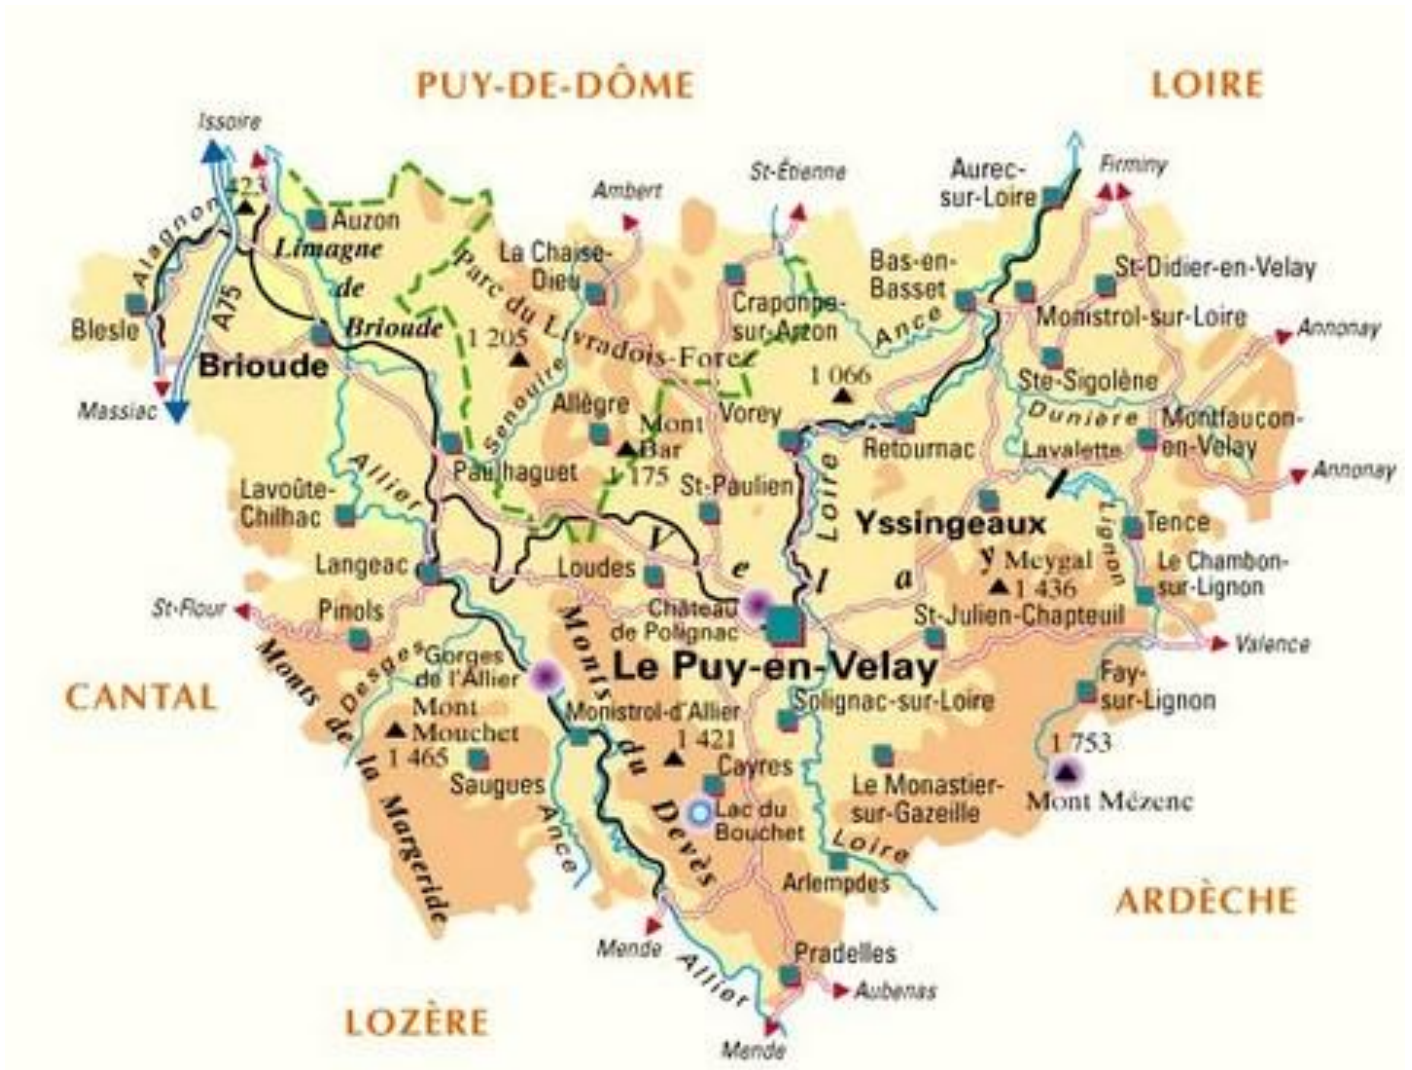 PUY-DE-DÔME
LOIRE
Issoire
423
Alagnon
Auzon
Limagne
de
Brioude
A75
Blesle
Brioude
Massiac
Ambert
St-Étienne
Aurec-
sur-Loire
Firminy
La Chaise-
Dieu
Parc du Livradois-Forez
1 205
Senouire
Craponne-
sur-Arzon
Bas-en-
Basset
Ance
St-Didier-en-Velay
Monistrol-sur-Loire
Annonay
Ste-Sigolène
1 066
Allègre
Mont
Bar
1 175
Vorey
Retournac
Dunière
Montfaucon-
en-Velay
Lavalette
Annonay
Paulhaguet
Allier
Lavoûte-
Chilhac
St-Paulien
Loire
Yssingeaux
Lignon
Tence
Langeac
Loudes
V e l a y
Meygal
1 436
Le Chambon-
sur-Lignon
St-Flour
Pinols
Château
de Polignac
St-Julien-Chapteuil
Valence
Le Puy-en-Velay
Monts de la Margeride
Desges
Gorges
de l'Allier
Monts du Devès
CANTAL
Mont
Mouchet
1 465
Monistrol-d'Allier
Solignac-sur-Loire
Fay-
sur-Lignon
1 421
1 753
Saugues
Cayres
Le Monastier-
sur-Gazeille
Mont Mézenc
Lac du
Bouchet
Ance
Loire
Arlempdes
ARDÈCHE
Mende
Allier
Pradelles
Aubenas
LOZÈRE
Mende